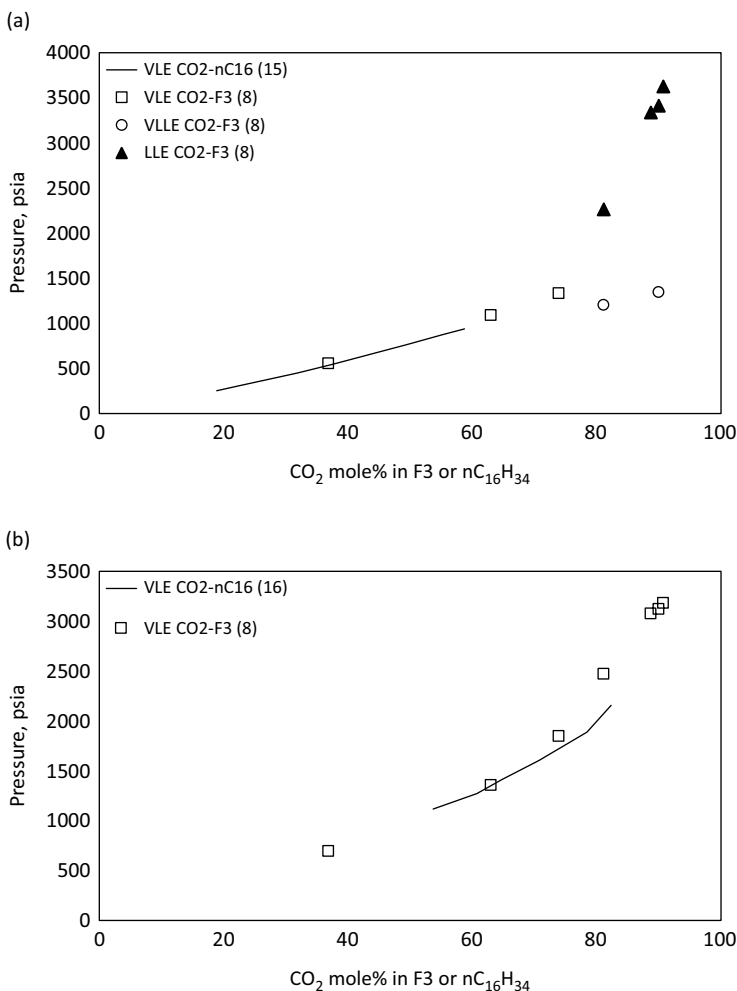 (a)
4000
3500
3000
2500
2000
1500
1000
500
0
Pressure, psia
VLE CO2-nC16 (15)
VLE CO2-F3 (8)
VLLE CO2-F3 (8)
LLE CO2-F3 (8)
0 20 40 60 80 100
CO₂ mole% in F3 or nC₁₆H₃₄
(b)
3500
3000
2500
2000
1500
1000
500
0
Pressure, psia
VLE CO2-nC16 (16)
VLE CO2-F3 (8)
0 20 40 60 80 100
CO₂ mole% in F3 or nC₁₆H₃₄